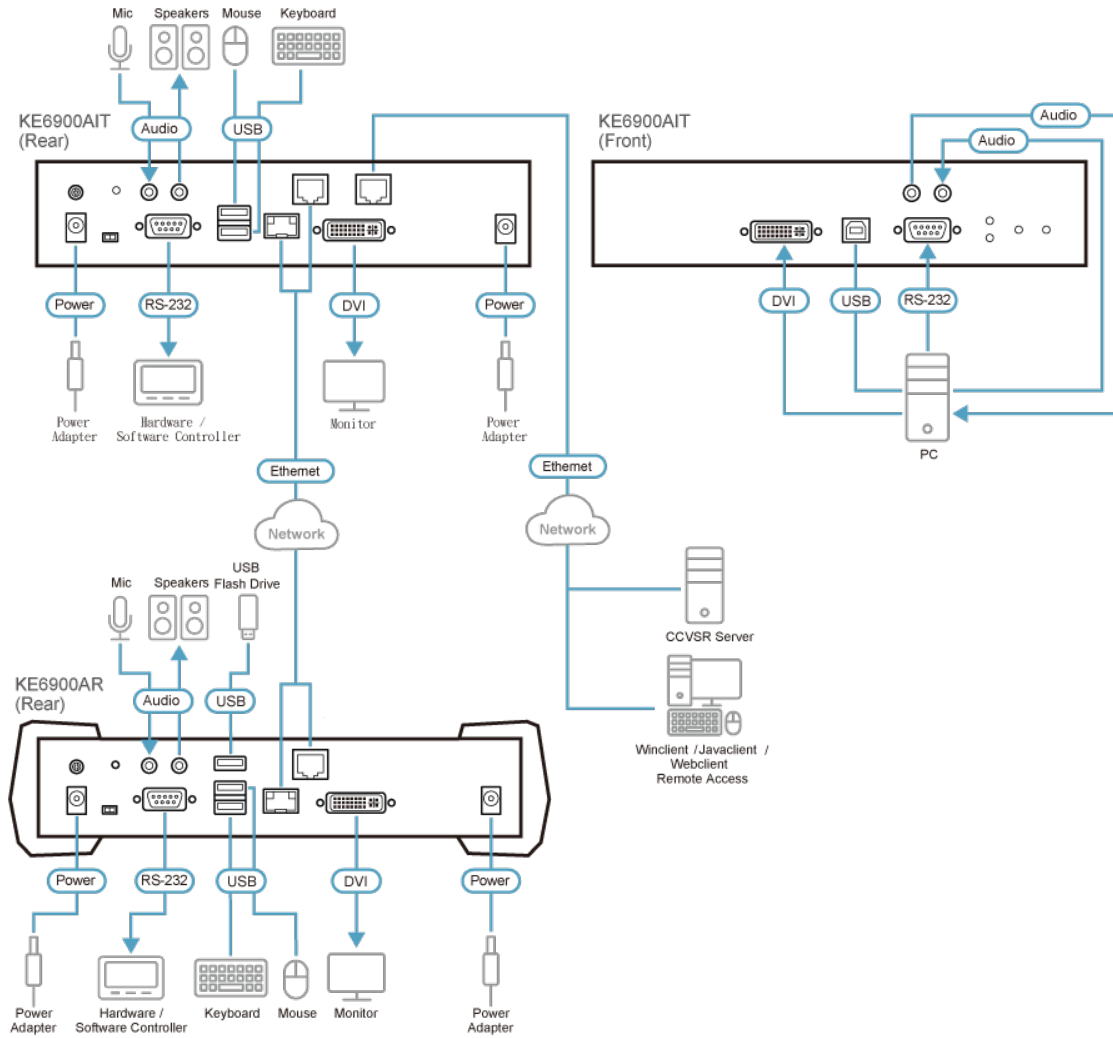 Mic
Speakers
Mouse
Keyboard
KE6900AIT
(Rear)
Audio
USB
Power
RS-232
DVI
Power
Power
Adapter
Hardware /
Software Controller
Monitor
Power
Adapter
KE6900AIT
(Front)
Audio
Audio
DVI
USB
RS-232
PC
Ethernet
Network
Ethernet
Network
CCVSR Server
Winclient /Javaclient /
Webclient
Remote Access
Mic
Speakers
USB
Flash Drive
KE6900AR
(Rear)
Audio
USB
Power
RS-232
USB
DVI
Power
Power
Adapter
Hardware /
Software Controller
Keyboard
Mouse
Monitor
Power
Adapter